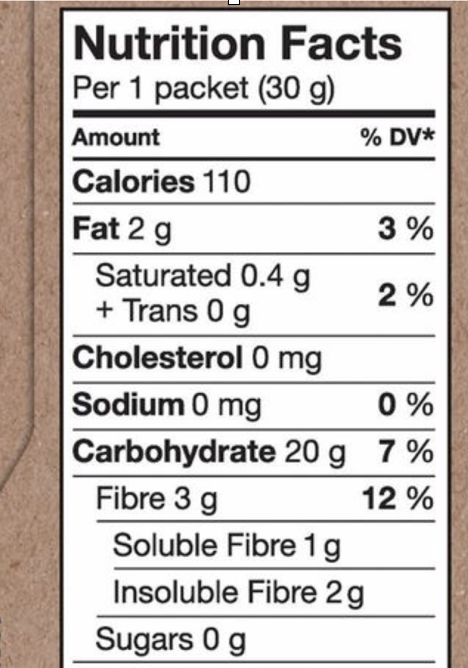 Nutrition Facts
Per 1 packet (30 g)
Amount % DV*
Calories 110
Fat 2 g 3 %
Saturated 0.4 g
+ Trans 0 g 2 %
Cholesterol 0 mg
Sodium 0 mg 0 %
Carbohydrate 20 g 7 %
Fibre 3 g 12 %
Soluble Fibre 1 g
Insoluble Fibre 2 g
Sugars 0 g